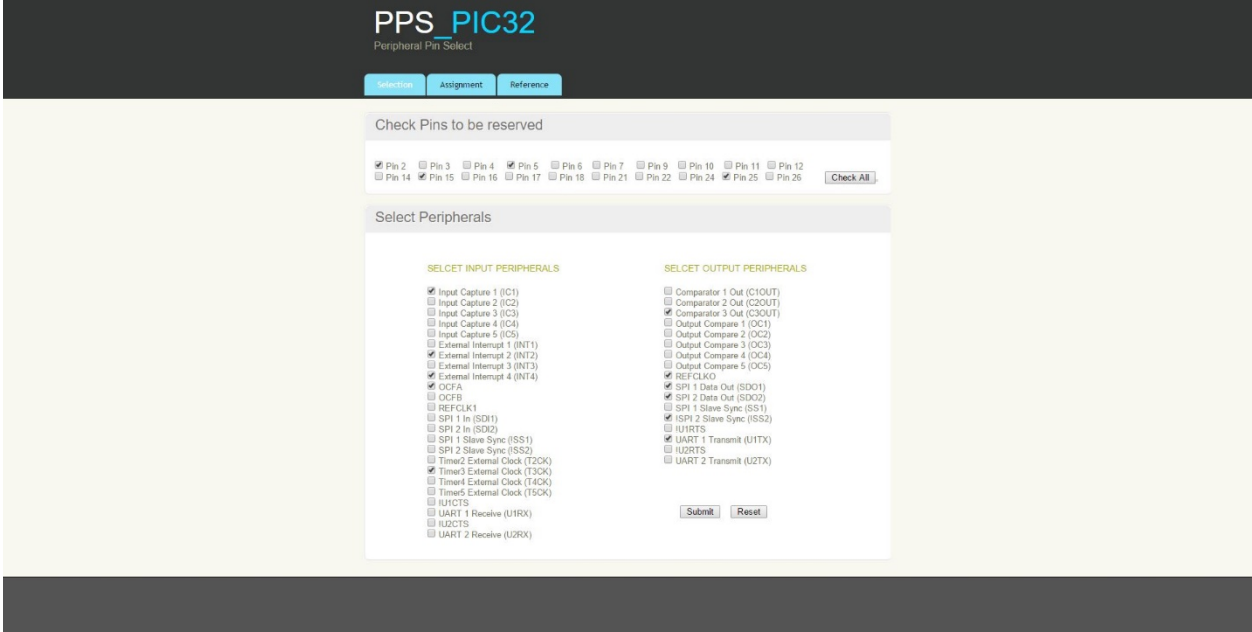 PPS_PIC32
Peripheral Pin Select
Selection Assignment Reference
Check Pins to be reserved
Pin 2 Pin 3 Pin 4 Pin 5 Pin 6 Pin 7 Pin 9 Pin 10 Pin 11 Pin 12
Pin 14 Pin 15 Pin 16 Pin 17 Pin 18 Pin 21 Pin 22 Pin 24 Pin 25 Pin 26 Check All .
Select Peripherals
SELCET INPUT PERIPHERALS
Input Capture 1 (IC1)
Input Capture 2 (IC2)
Input Capture 3 (IC3)
Input Capture 4 (IC4)
Input Capture 5 (IC5)
External Interrupt 1 (INT1)
External Interrupt 2 (INT2)
External Interrupt 3 (INT3)
External Interrupt 4 (INT4)
OCFA
OCFB
REFCLK1
SPI 1 In (SDI1)
SPI 2 In (SDI2)
SPI 1 Slave Sync (!SS1)
SPI 2 Slave Sync (!SS2)
Timer2 External Clock (T2CK)
Timer3 External Clock (T3CK)
Timer4 External Clock (T4CK)
Timer5 External Clock (T5CK)
!U1CTS
UART 1 Receive (U1RX)
!U2CTS
UART 2 Receive (U2RX)
SELCET OUTPUT PERIPHERALS
Comparator 1 Out (C1OUT)
Comparator 2 Out (C2OUT)
Comparator 3 Out (C3OUT)
Output Compare 1 (OC1)
Output Compare 2 (OC2)
Output Compare 3 (OC3)
Output Compare 4 (OC4)
Output Compare 5 (OC5)
REFCLKO
SPI 1 Data Out (SDO1)
SPI 2 Data Out (SDO2)
SPI 1 Slave Sync (SS1)
!SPI 2 Slave Sync (!SS2)
!U1RTS
UART 1 Transmit (U1TX)
!U2RTS
UART 2 Transmit (U2TX)
Submit Reset